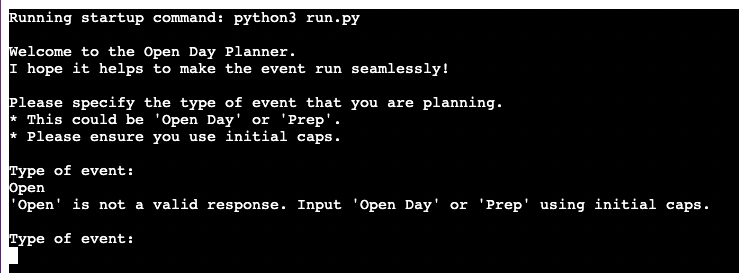 Running startup command: python3 run.py
Welcome to the Open Day Planner.
I hope it helps to make the event run seamlessly!
Please specify the type of event that you are planning.
* This could be 'Open Day' or 'Prep'.
* Please ensure you use initial caps.
Type of event:
Open
'Open' is not a valid response. Input 'Open Day' or 'Prep' using initial caps.
Type of event: